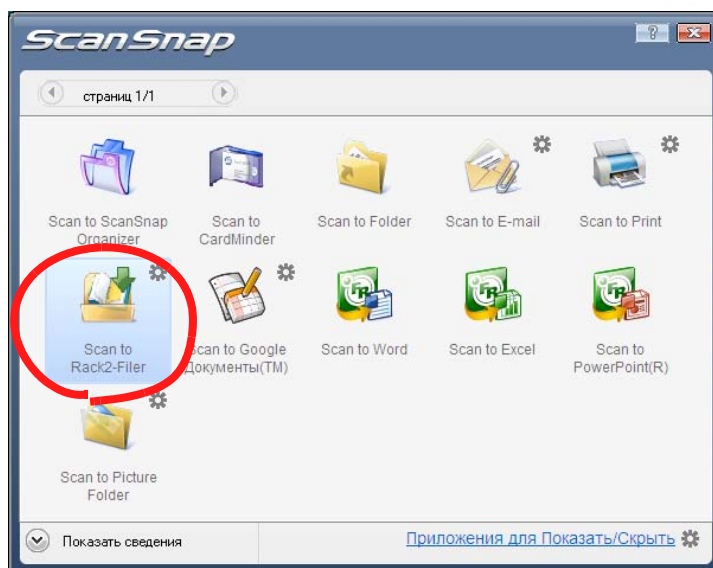 ScanSnap
страниц 1/1
Scan to ScanSnap
Organizer
Scan to
CardMinder
Scan to Folder
Scan to E-mail
Scan to Print
Scan to
Rack2-Filer
Scan to Google
Документы(TM)
Scan to Word
Scan to Excel
Scan to
PowerPoint(R)
Scan to Picture
Folder
Показать сведения
Приложения для Показать/Скрыть